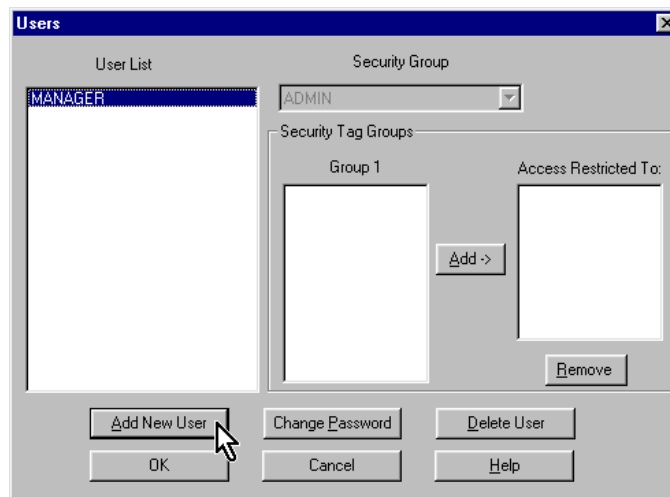 Users
User List
Security Group
MANAGER
ADMIN
Security Tag Groups
Group 1
Access Restricted To:
Add ->
Remove
Add New User
Change Password
Delete User
OK
Cancel
Help